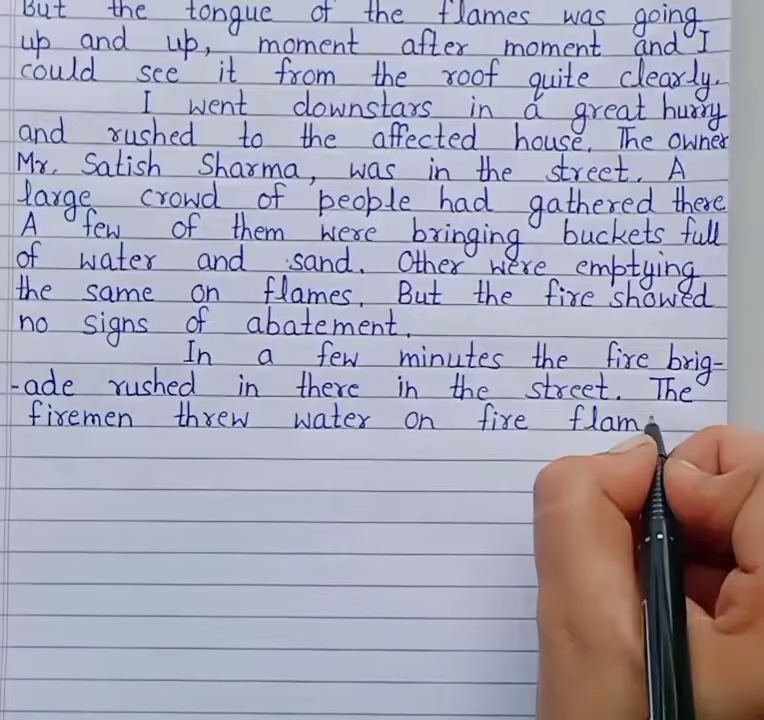 But the tongue of the flames was going
up and up, moment after moment and I
could see it from the roof quite clearly.
I went downstars in a great hurry
and rushed to the affected house. The owner
Mr. Satish Sharma, was in the street. A
large crowd of people had gathered there
A few of them were bringing buckets full
of water and sand. Other were emptying
the same on flames. But the fire showed
no signs of abatement.
In a few minutes the fire brig-
-ade rushed in there in the street. The
firemen threw water on fire flam